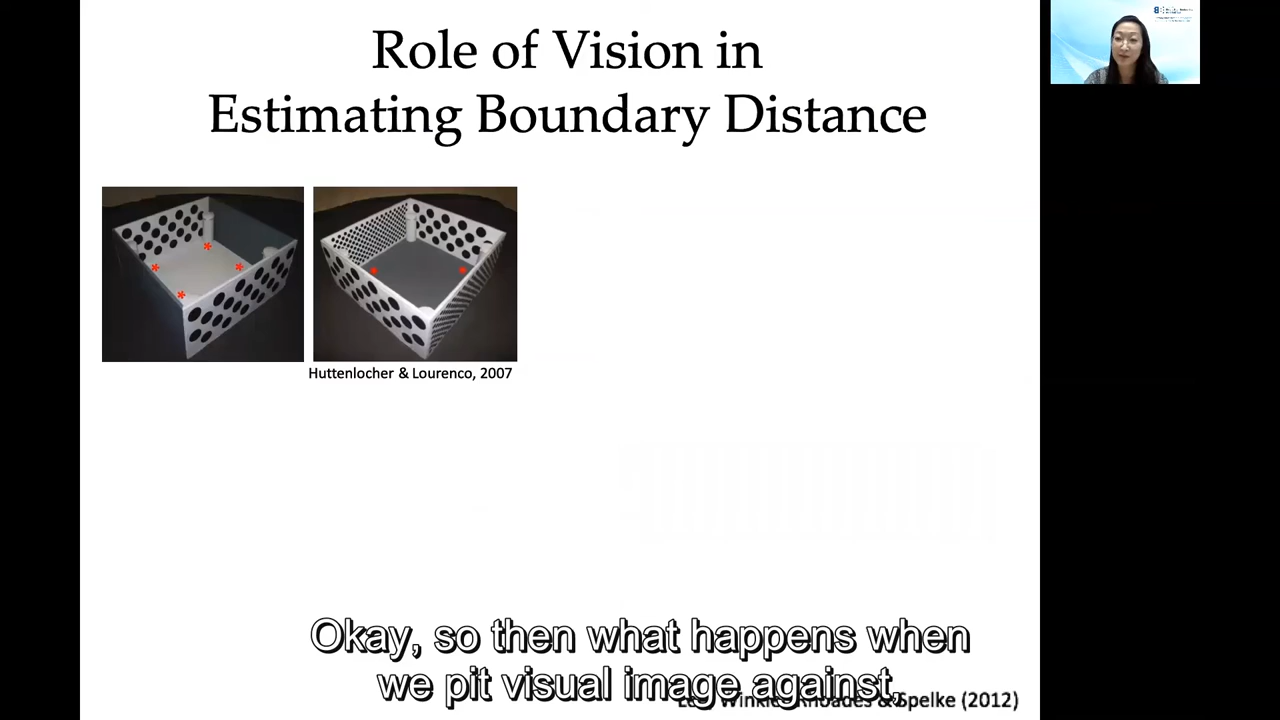 Role of Vision in
Estimating Boundary Distance
Huttenlocher & Lourenco, 2007
Okay, so then what happens when
we pit visual image against,
& Spelke (2012)